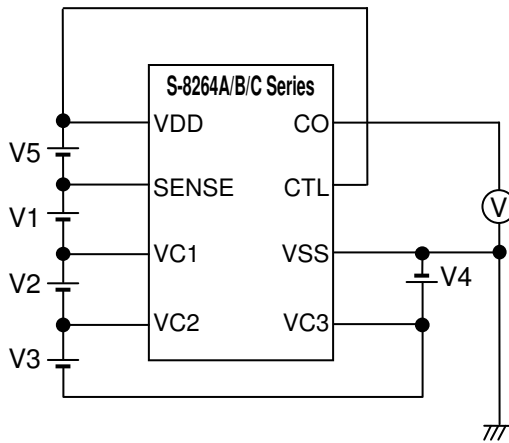 S-8264A/B/C Series
VDD CO
V5
SENSE CTL
V
V1
VC1 VSS
V2 V4
VC2 VC3
V3